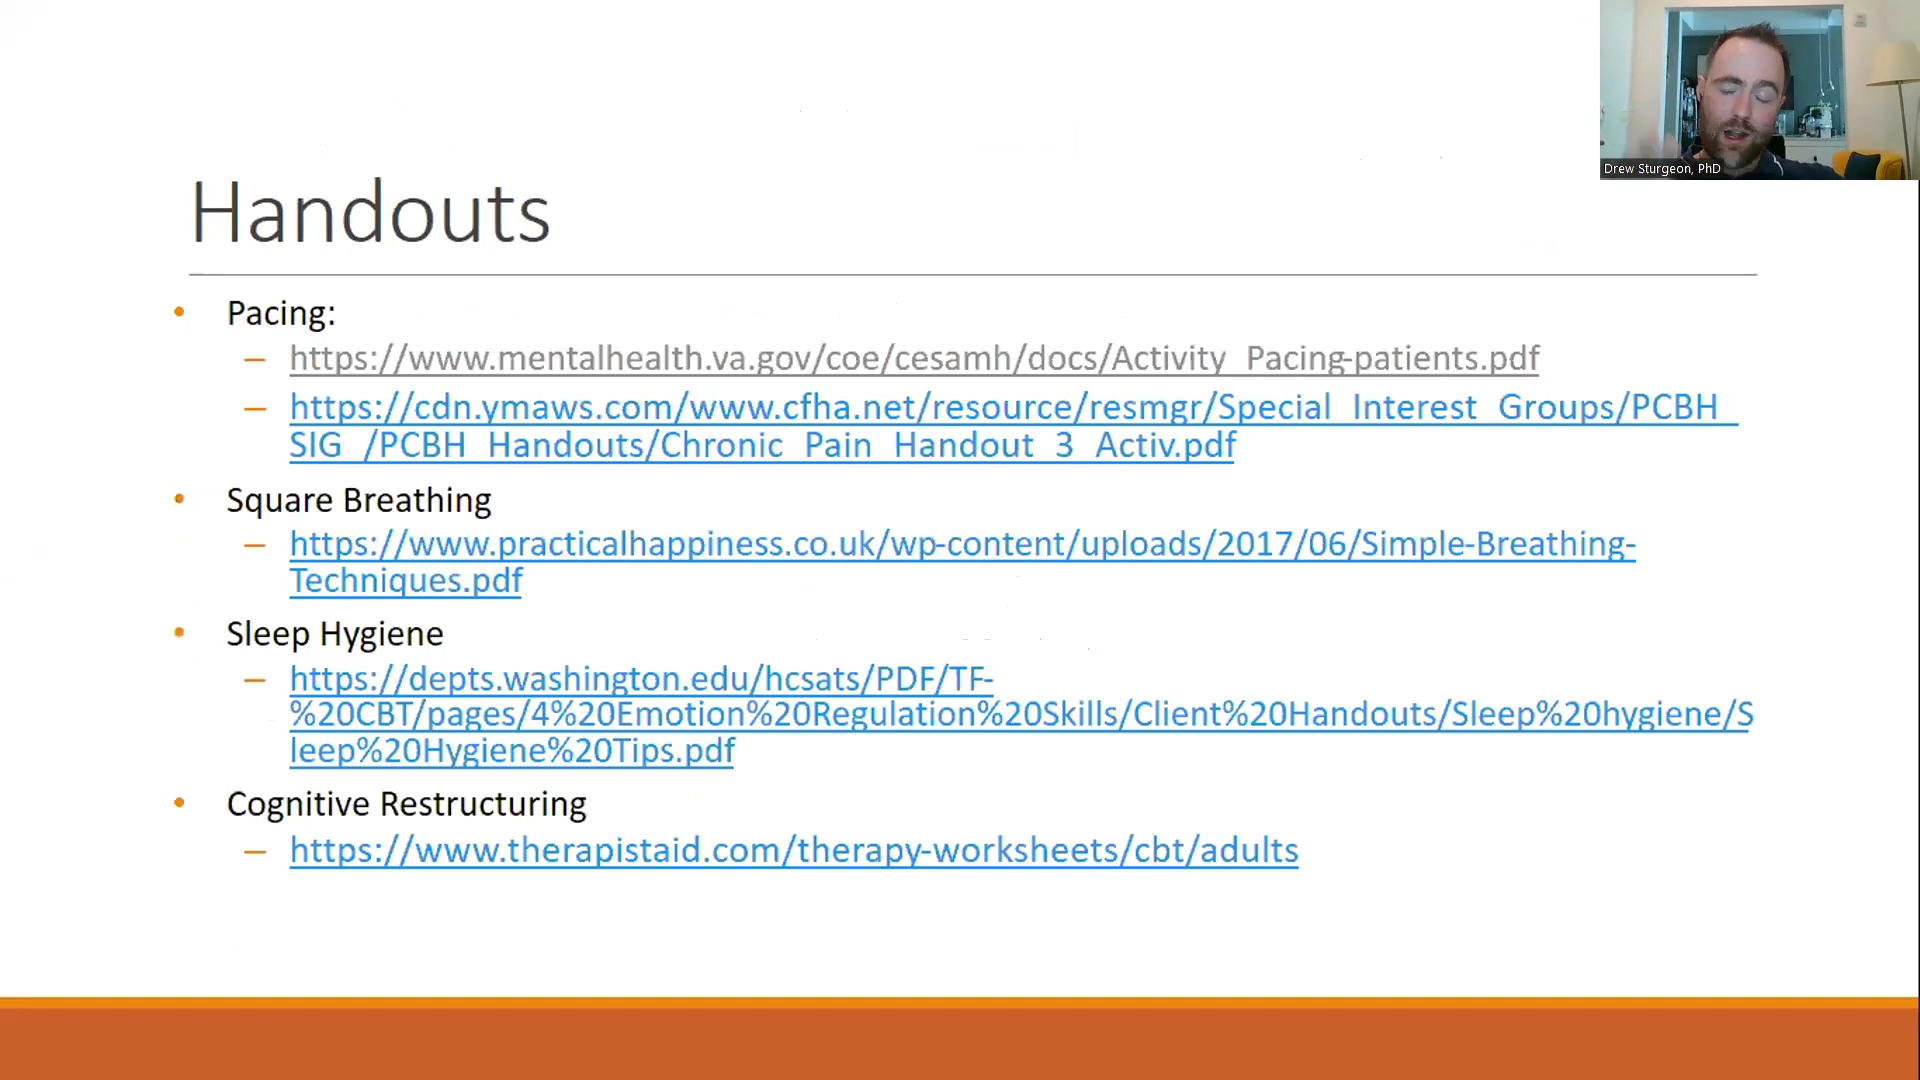 Drew Sturgeon, PhD
Handouts
• Pacing:
– https://www.mentalhealth.va.gov/coe/cesamh/docs/Activity_Pacing-patients.pdf
– https://cdn.ymaws.com/www.cfha.net/resource/resmgr/Special_Interest_Groups/PCBH_
SIG_/PCBH_Handouts/Chronic_Pain_Handout_3_Activ.pdf
• Square Breathing
– https://www.practicalhappiness.co.uk/wp-content/uploads/2017/06/Simple-Breathing-
Techniques.pdf
• Sleep Hygiene
– https://depts.washington.edu/hcsats/PDF/TF-
%20CBT/pages/4%20Emotion%20Regulation%20Skills/Client%20Handouts/Sleep%20hygiene/S
leep%20Hygiene%20Tips.pdf
• Cognitive Restructuring
– https://www.therapistaid.com/therapy-worksheets/cbt/adults